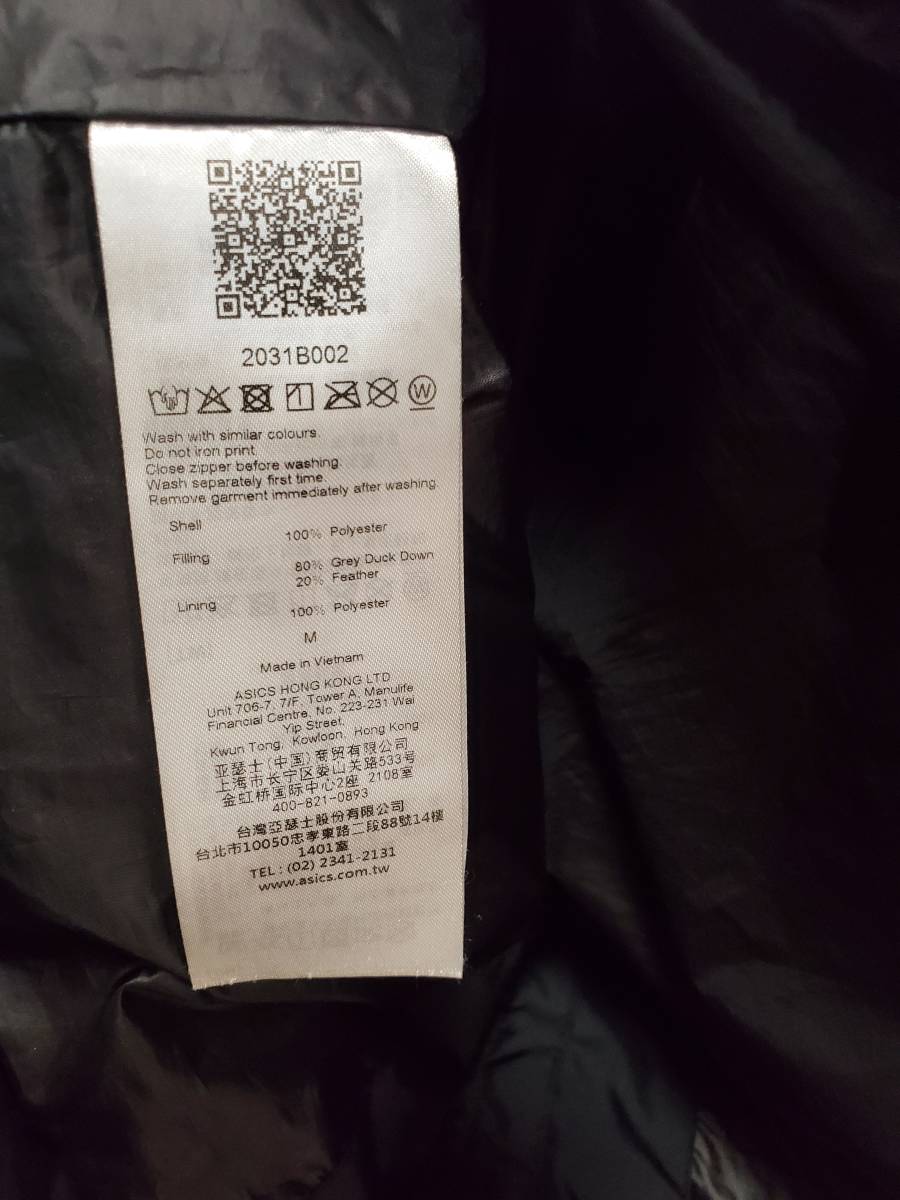 2031B002
W
Wash with similar colours.
Do not iron print.
Close zipper before washing.
Wash separately first time.
Remove garment immediately after washing.
Shell
100% Polyester
Filling
80% Grey Duck Down
20% Feather
Lining
100% Polyester
M
Made in Vietnam
ASICS HONG KONG LTD
Unit 706-7, 7/F, Tower A, Manulife
Financial Centre, No. 223-231 Wai
Yip Street,
Kwun Tong, Kowloon, Hong Kong
亚瑟士(中国)商贸有限公司
上海市长宁区娄山关路533号
金虹桥国际中心2座 2108室
400-821-0893
台灣亞瑟士股份有限公司
台北市10050忠孝東路二段88號14樓
1401室
TEL: (02) 2341-2131
www.asics.com.tw